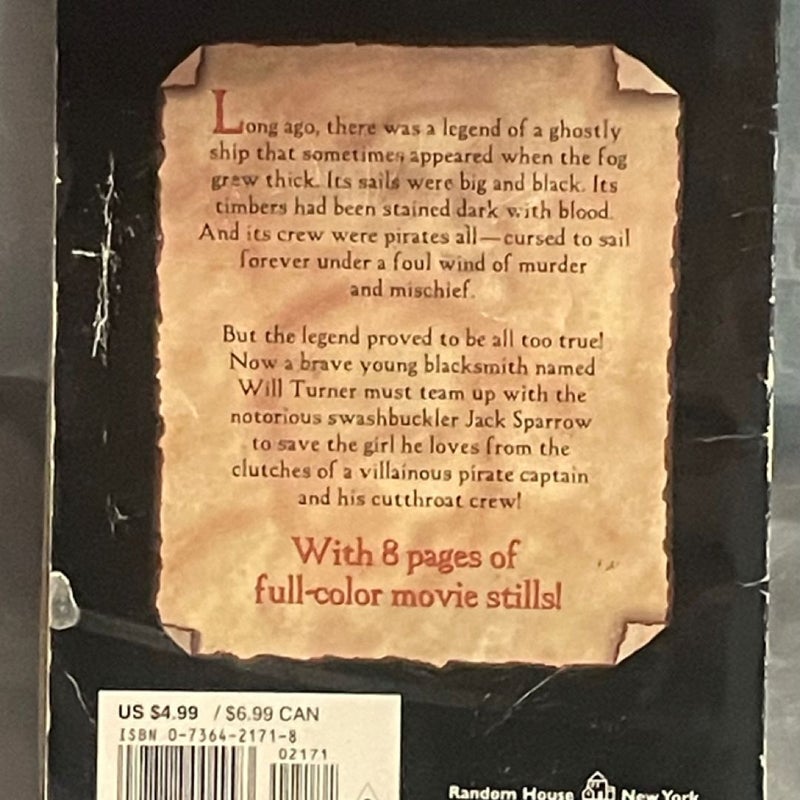 Long ago, there was a legend of a ghostly
ship that sometimes appeared when the fog
grew thick. Its sails were big and black. Its
timbers had been stained dark with blood.
And its crew were pirates all—cursed to sail
forever under a foul wind of murder
and mischief.
But the legend proved to be all too true!
Now a brave young blacksmith named
Will Turner must team up with the
notorious swashbuckler Jack Sparrow
to save the girl he loves from the
clutches of a villainous pirate captain
and his cutthroat crew!
With 8 pages of
full-color movie stills!
US $4.99 / $6.99 CAN
ISBN 0-7364-2171-8
02171
Random House New York